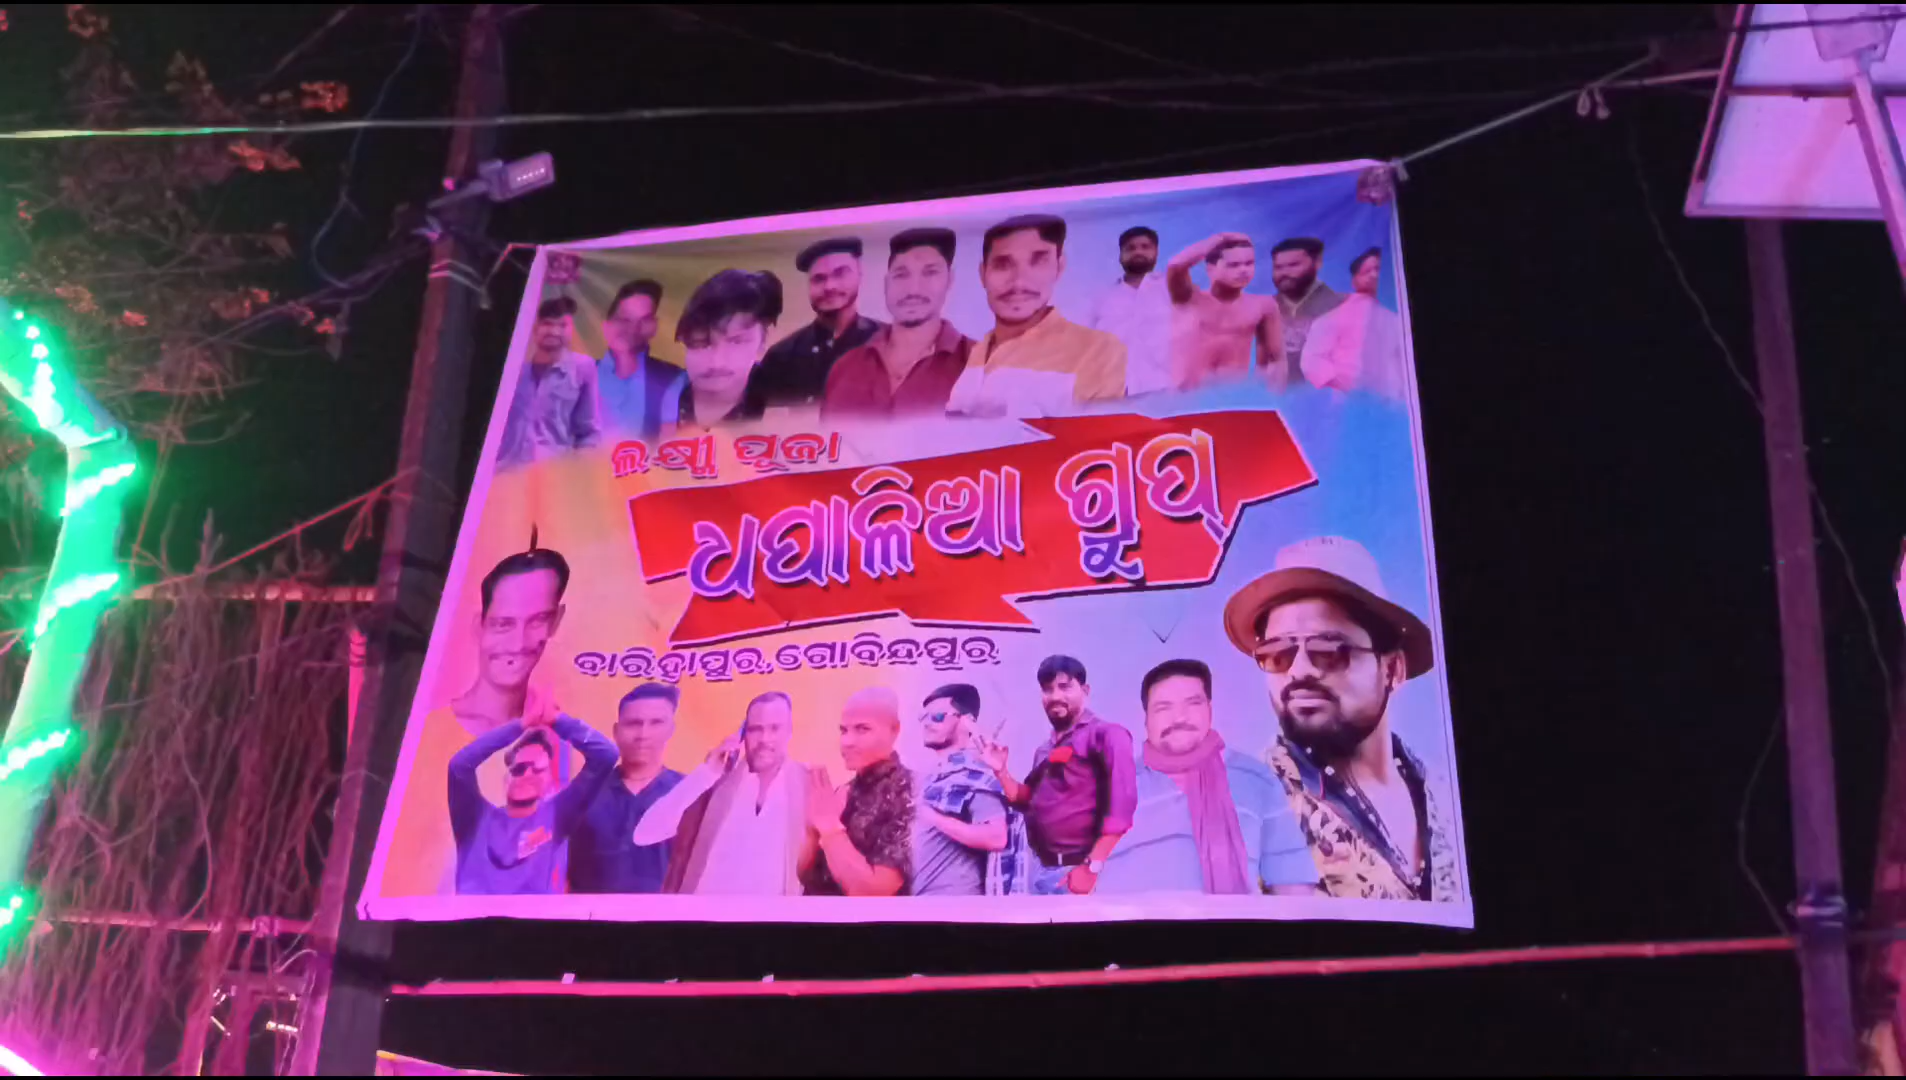 ଲକ୍ଷ୍ମୀ ପୂଜା
ଧପାଳିଆ ଗ୍ରୁପ୍
ବାରିହାପୁର,ଗୋବିନ୍ଦପୁର